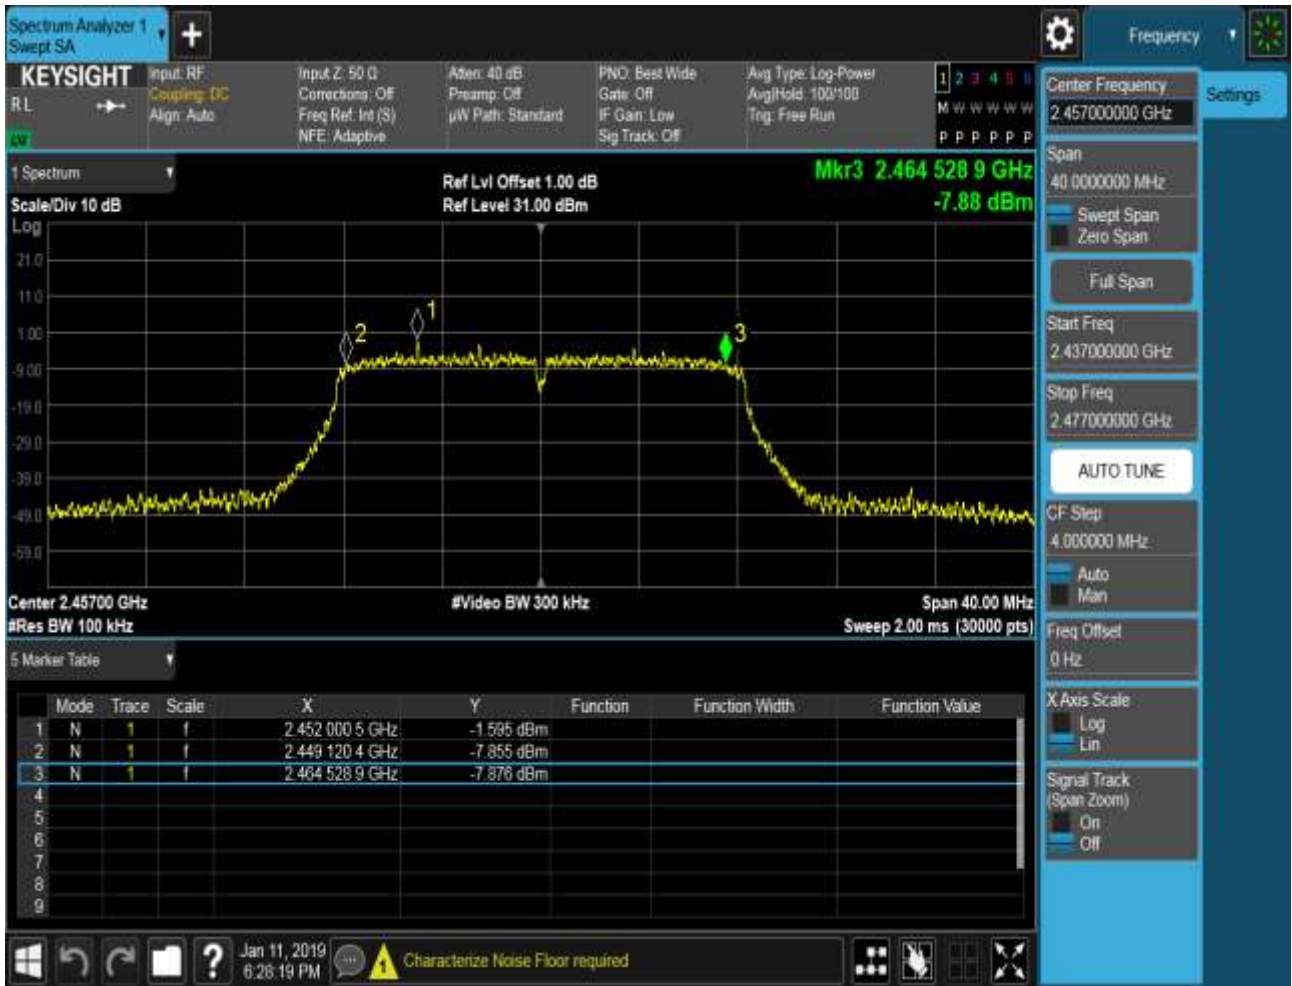 Spectrum Analyzer 1
Swept SA
+
Frequency
KEYSIGHT
RL
LXI
Input: RF
Coupling: DC
Align: Auto
Input Z: 50 Ω
Corrections: Off
Freq Ref: Int (S)
NFE: Adaptive
Atten: 40 dB
Preamp: Off
µW Path: Standard
PNO: Best Wide
Gate: Off
IF Gain: Low
Sig Track: Off
Avg Type: Log-Power
Avg|Hold: 100/100
Trig: Free Run
1 2 3 4 5 6
M W W W W W
P P P P P P
1 Spectrum
Scale/Div 10 dB
Ref Lvl Offset 1.00 dB
Ref Level 31.00 dBm
Mkr3 2.464 528 9 GHz
-7.88 dBm
Log
21.0
11.0
1.00
-9.00
-19.0
-29.0
-39.0
-49.0
-59.0
1
2
3
Center 2.45700 GHz
#Res BW 100 kHz
#Video BW 300 kHz
Span 40.00 MHz
Sweep 2.00 ms (30000 pts)
5 Marker Table
Mode Trace Scale X Y Function Function Width Function Value
1 N 1 f 2.452 000 5 GHz -1.595 dBm
2 N 1 f 2.449 120 4 GHz -7.855 dBm
3 N 1 f 2.464 528 9 GHz -7.876 dBm
4
5
6
7
8
9
Center Frequency
2.457000000 GHz
Settings
Span
40.0000000 MHz
Swept Span
Zero Span
Full Span
Start Freq
2.437000000 GHz
Stop Freq
2.477000000 GHz
AUTO TUNE
CF Step
4.000000 MHz
Auto
Man
Freq Offset
0 Hz
X Axis Scale
Log
Lin
Signal Track
(Span Zoom)
On
Off
?
Jan 11, 2019
6:28:19 PM
1
Characterize Noise Floor required